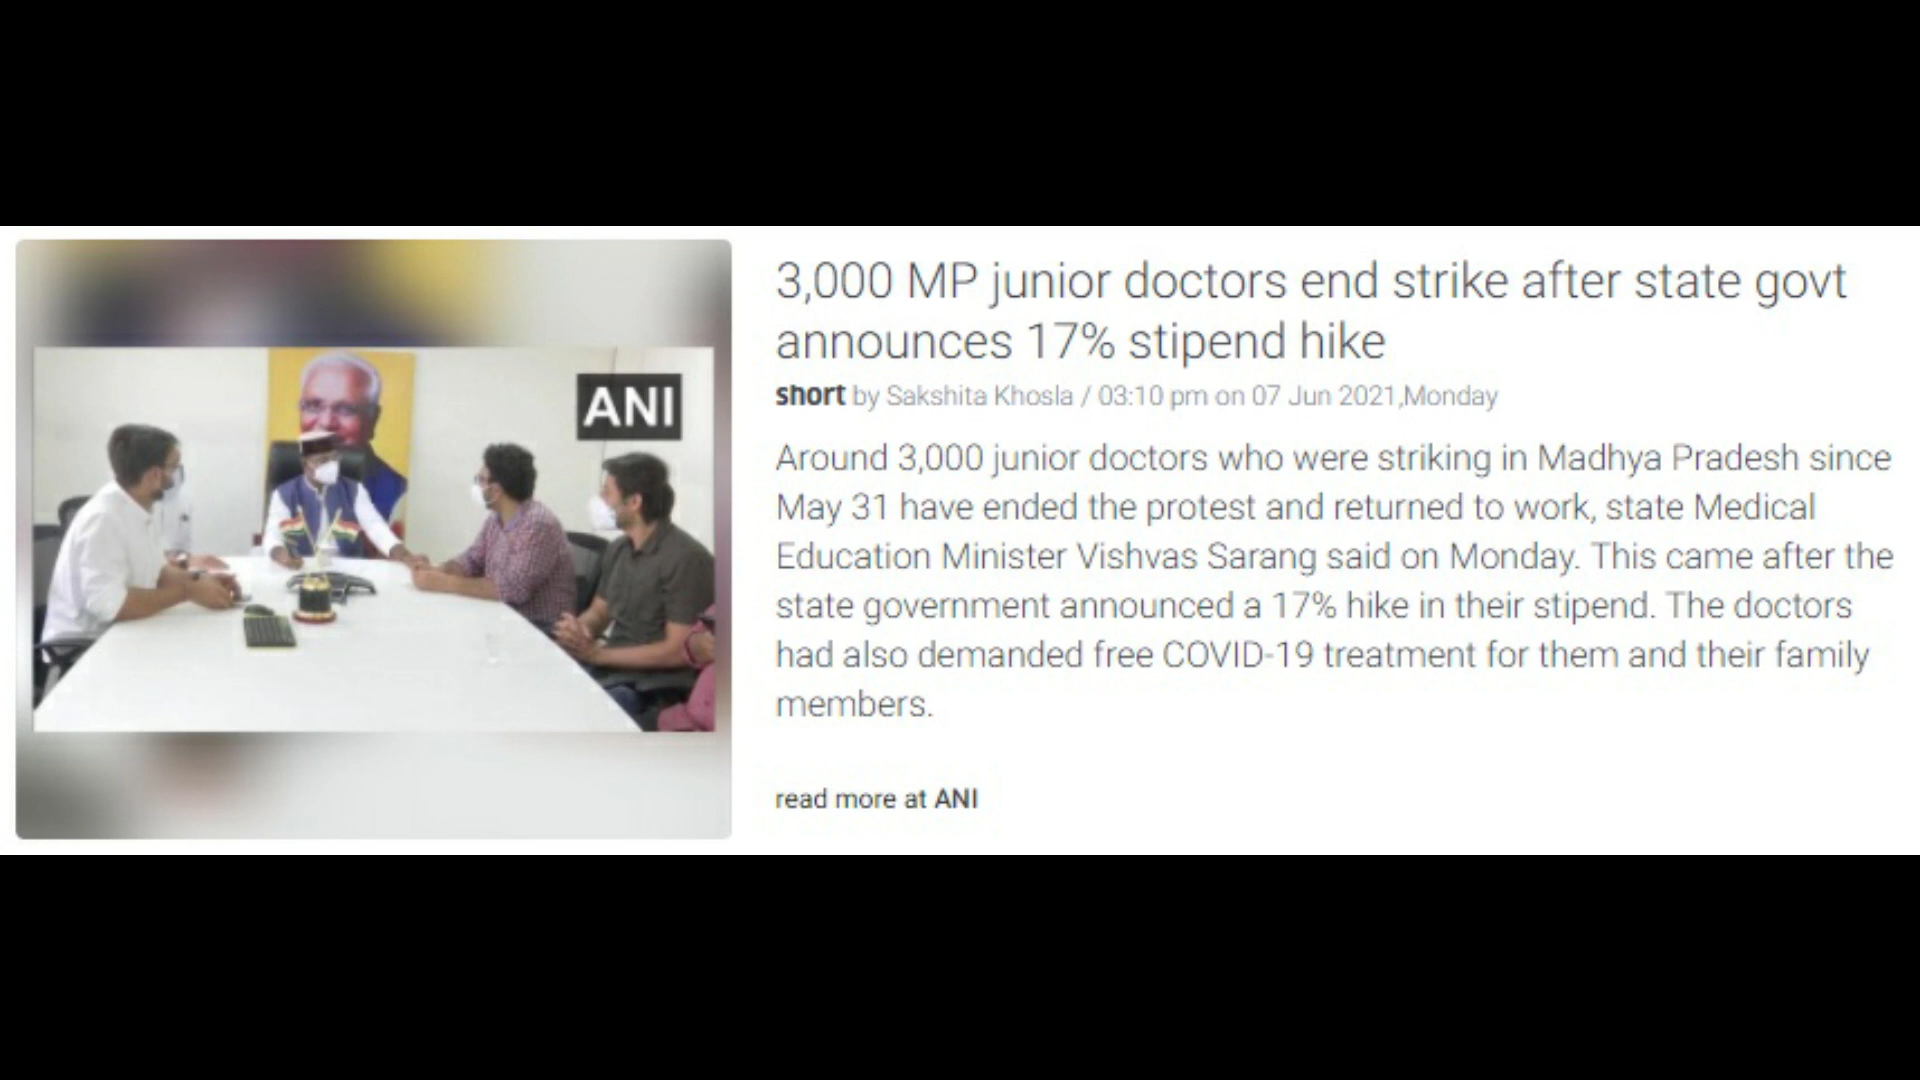 ANI
3,000 MP junior doctors end strike after state govt
announces 17% stipend hike
short by Sakshita Khosla / 03:10 pm on 07 Jun 2021,Monday
Around 3,000 junior doctors who were striking in Madhya Pradesh since
May 31 have ended the protest and returned to work, state Medical
Education Minister Vishvas Sarang said on Monday. This came after the
state government announced a 17% hike in their stipend. The doctors
had also demanded free COVID-19 treatment for them and their family
members.
read more at ANI